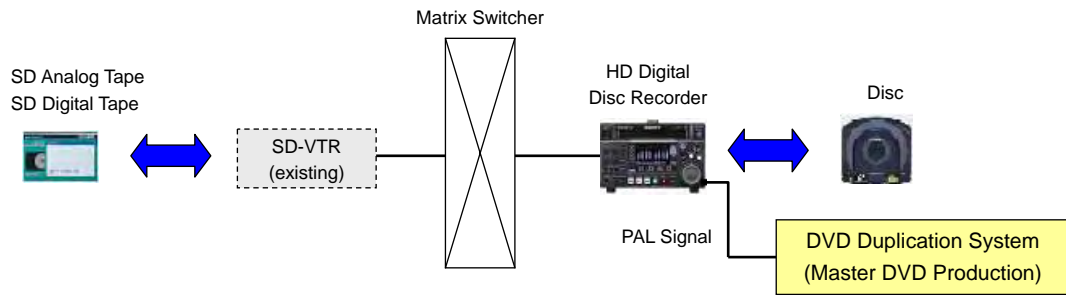 Matrix Switcher
SD Analog Tape
SD Digital Tape
SD-VTR
(existing)
HD Digital
Disc Recorder
Disc
PAL Signal
DVD Duplication System
(Master DVD Production)